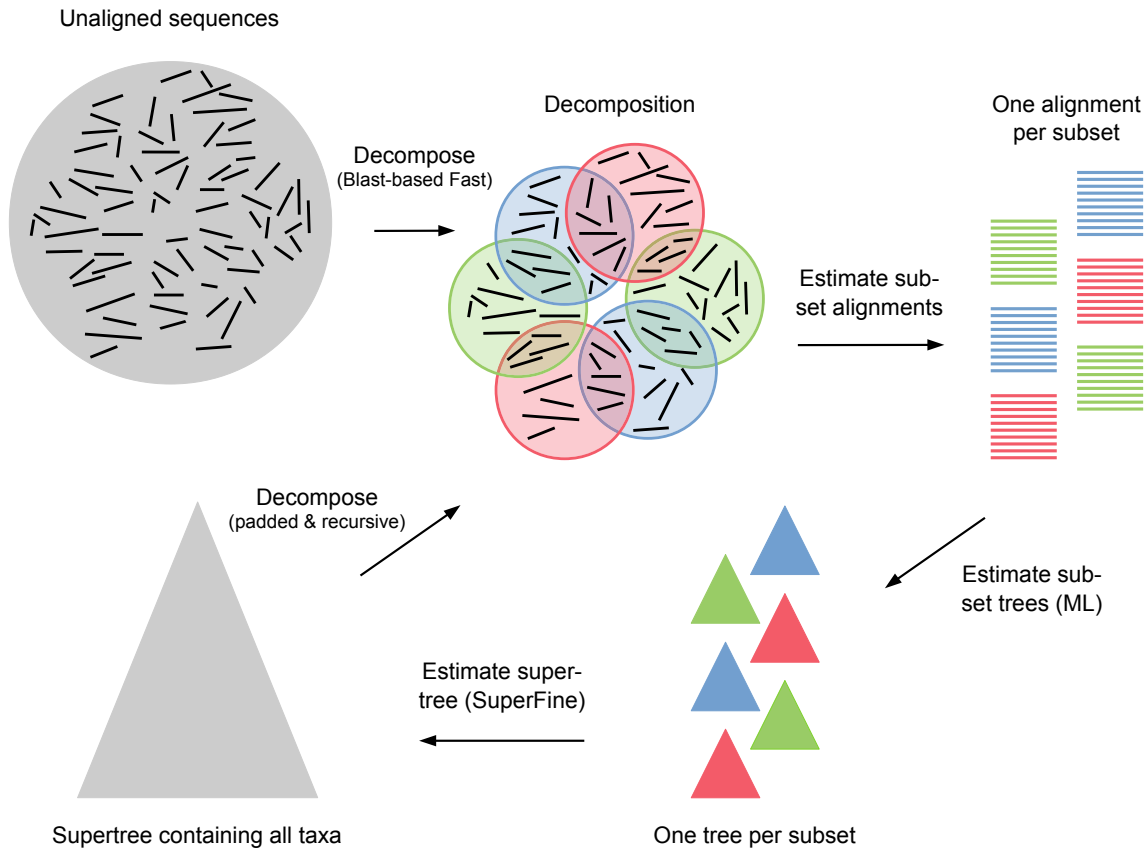 Unaligned sequences
Decompose
(Blast-based Fast)
Decomposition
One alignment
per subset
Estimate sub-
set alignments
Decompose
(padded & recursive)
Estimate sub-
set trees (ML)
Estimate super-
tree (SuperFine)
Supertree containing all taxa
One tree per subset